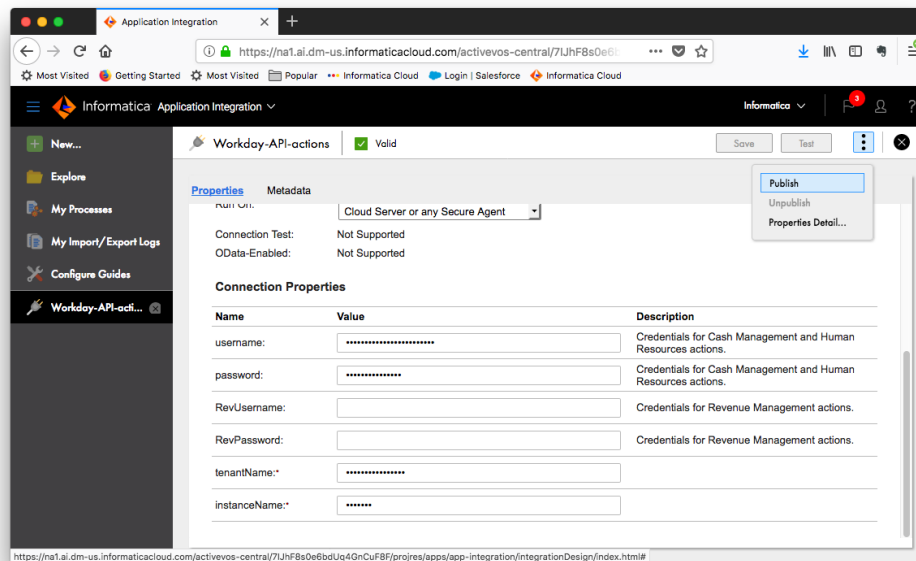 Application Integration
https://na1.ai.dm-us.informaticacloud.com/activevos-central/7IJhF8s0e6b
Most Visited Getting Started Most Visited Popular Informatica Cloud Login | Salesforce Informatica Cloud
Informatica Application Integration Informatica 3 ?
New...
Explore
My Processes
My Import/Export Logs
Configure Guides
Workday-API-acti...
Workday-API-actions Valid Save Test
Publish
Unpublish
Properties Detail...
Properties Metadata
Run On: Cloud Server or any Secure Agent
Connection Test: Not Supported
OData-Enabled: Not Supported
Connection Properties
Name Value Description
username: Credentials for Cash Management and Human
Resources actions.
password: Credentials for Cash Management and Human
Resources actions.
RevUsername: Credentials for Revenue Management actions.
RevPassword: Credentials for Revenue Management actions.
tenantName:*
instanceName:*
https://na1.ai.dm-us.informaticacloud.com/activevos-central/7IJhF8s0e6bdUq4GnCuF8F/projres/apps/app-integration/integrationDesign/index.html#